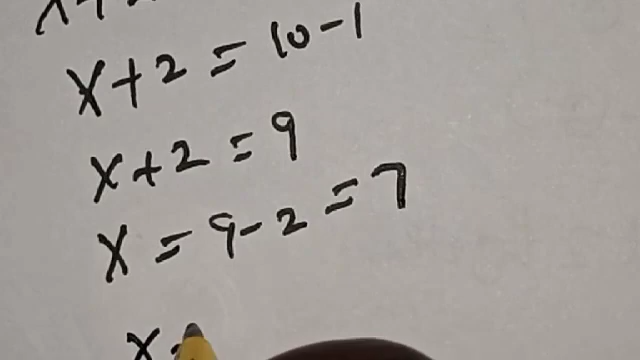 x + 2 = 10 - 1
x + 2 = 9
x = 9 - 2 = 7
x